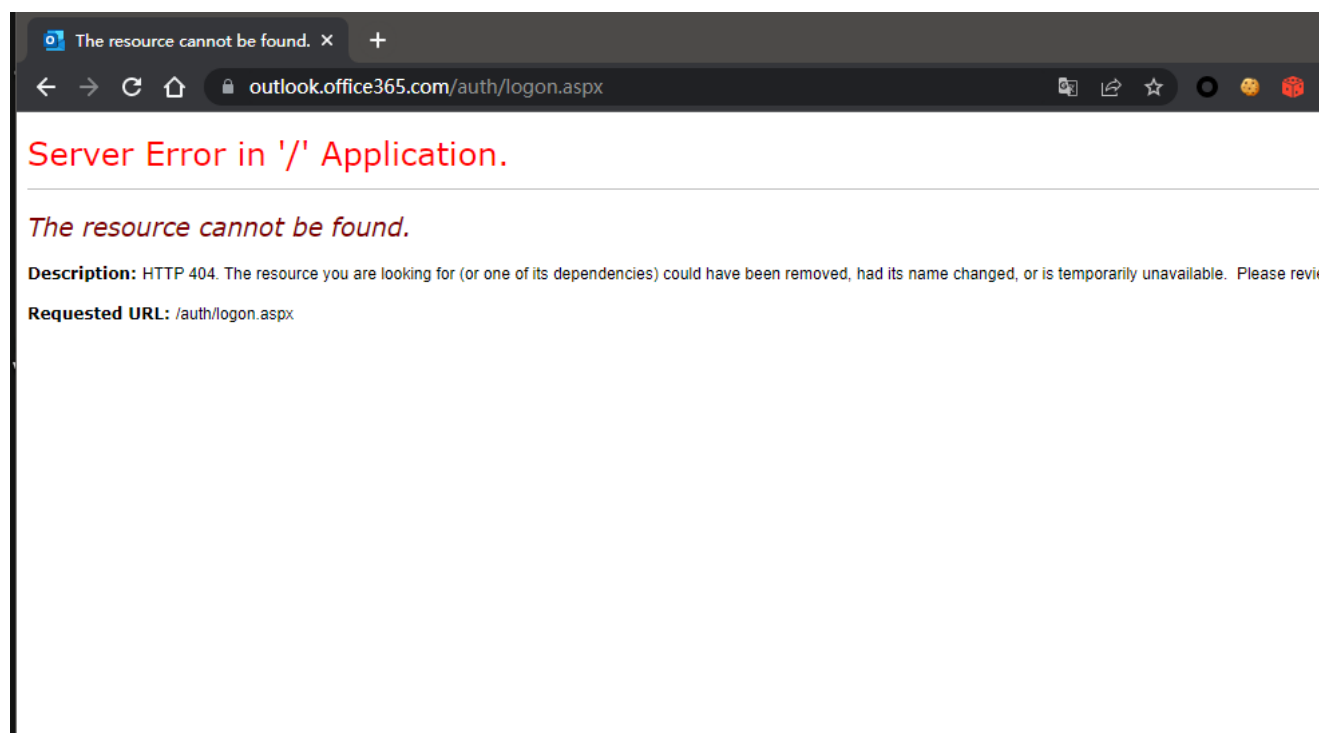 The resource cannot be found.
outlook.office365.com/auth/logon.aspx
Server Error in '/' Application.
The resource cannot be found.
Description: HTTP 404. The resource you are looking for (or one of its dependencies) could have been removed, had its name changed, or is temporarily unavailable.  Please revi
Requested URL: /auth/logon.aspx